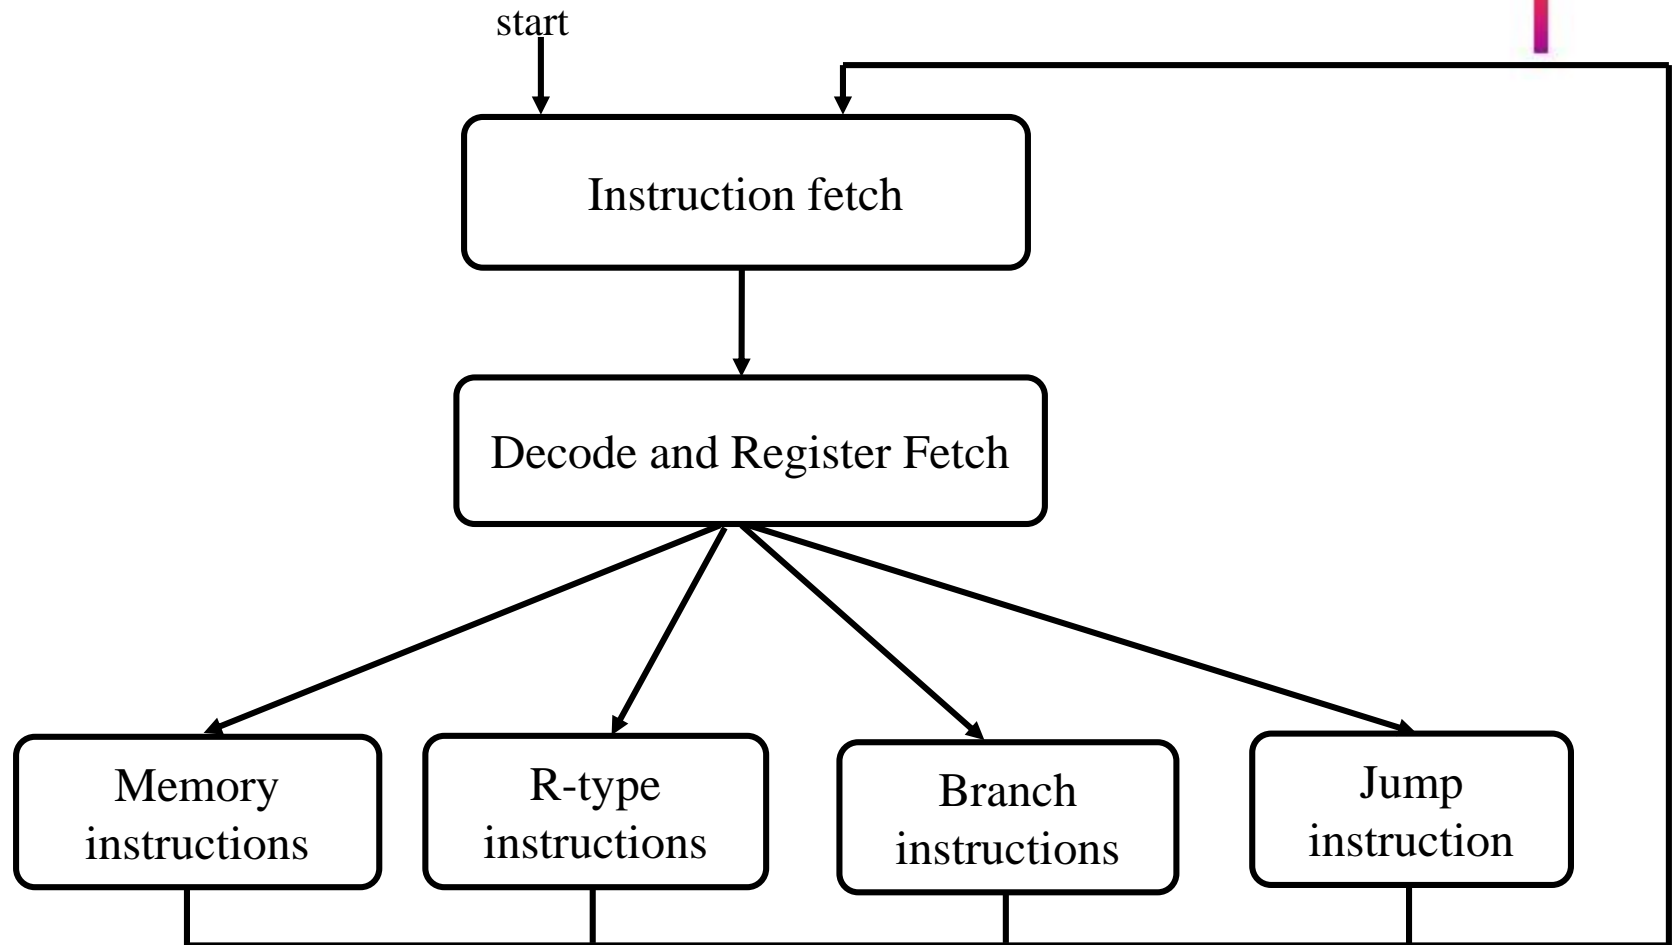 start
Instruction fetch
Decode and Register Fetch
Memory
instructions
R-type
instructions
Branch
instructions
Jump
instruction